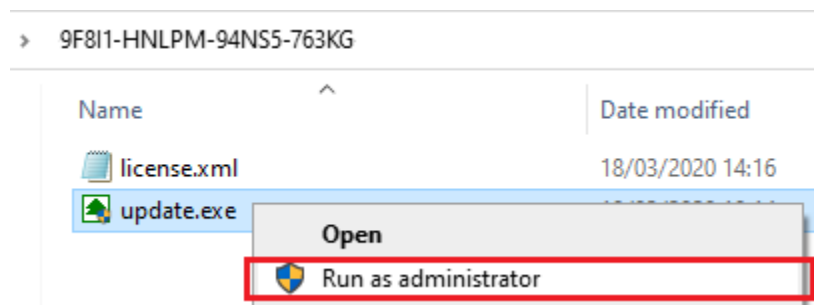 9F8I1-HNLPM-94NS5-763KG
Name Date modified
license.xml 18/03/2020 14:16
update.exe
Open
Run as administrator